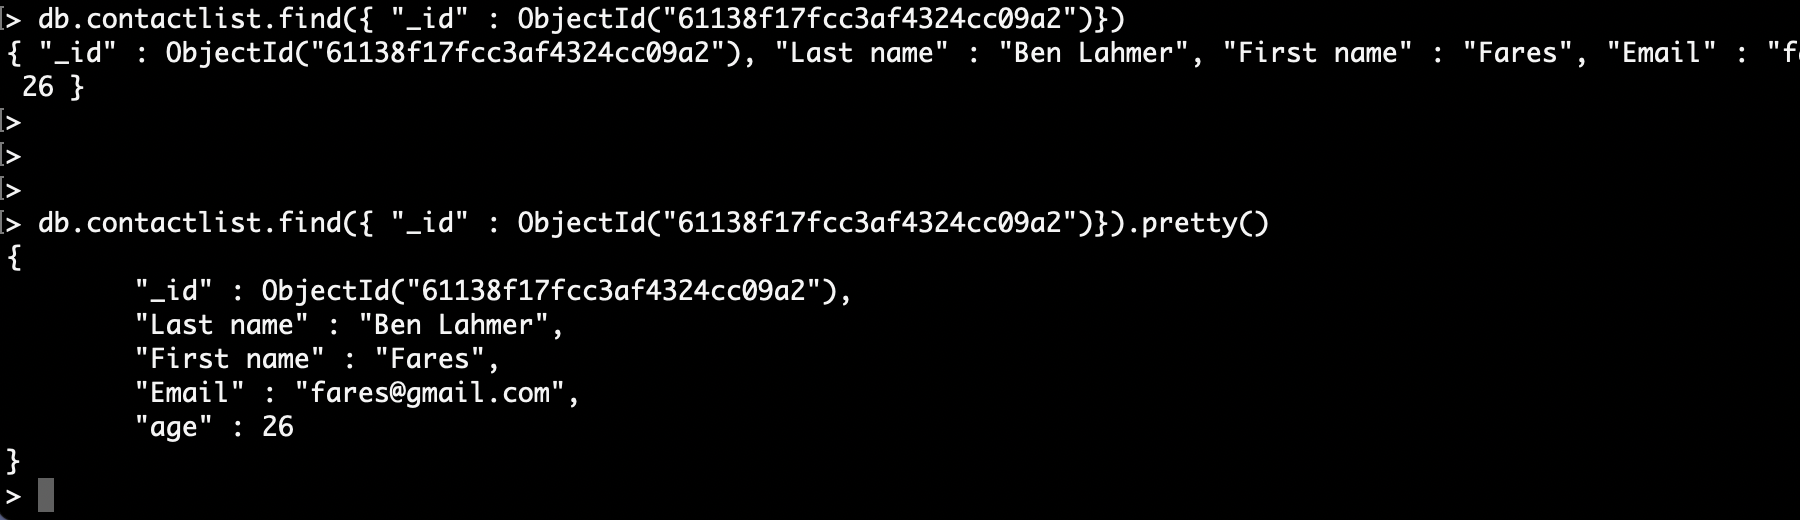 > db.contactlist.find({ "_id" : ObjectId("61138f17fcc3af4324cc09a2")})
{ "_id" : ObjectId("61138f17fcc3af4324cc09a2"), "Last name" : "Ben Lahmer", "First name" : "Fares", "Email" : "fa
26 }
>
>
>
> db.contactlist.find({ "_id" : ObjectId("61138f17fcc3af4324cc09a2")}).pretty()
{
"_id" : ObjectId("61138f17fcc3af4324cc09a2"),
"Last name" : "Ben Lahmer",
"First name" : "Fares",
"Email" : "fares@gmail.com",
"age" : 26
}
>